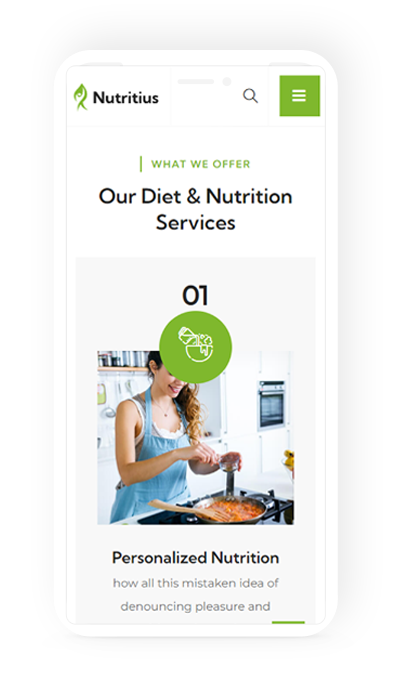 Nutritius
WHAT WE OFFER
Our Diet & Nutrition
Services
01
Personalized Nutrition
how all this mistaken idea of
denouncing pleasure and